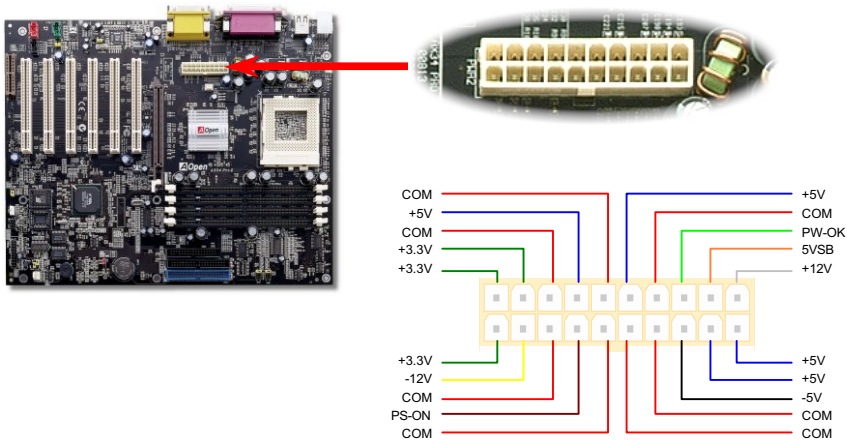 AOpen
AOpen
PWR2
COM
+5V
COM
+3.3V
+3.3V
+5V
COM
PW-OK
5VSB
+12V
+3.3V
-12V
COM
PS-ON
COM
+5V
+5V
-5V
COM
COM